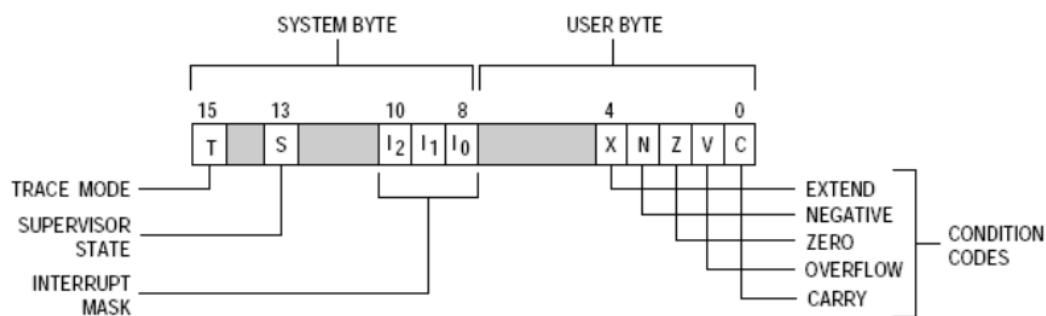 SYSTEM BYTE USER BYTE
15 13 10 8 4 0
T S I2 I1 I0 X N Z V C
TRACE MODE
SUPERVISOR
STATE
INTERRUPT
MASK
EXTEND
NEGATIVE
ZERO
OVERFLOW
CARRY
CONDITION
CODES